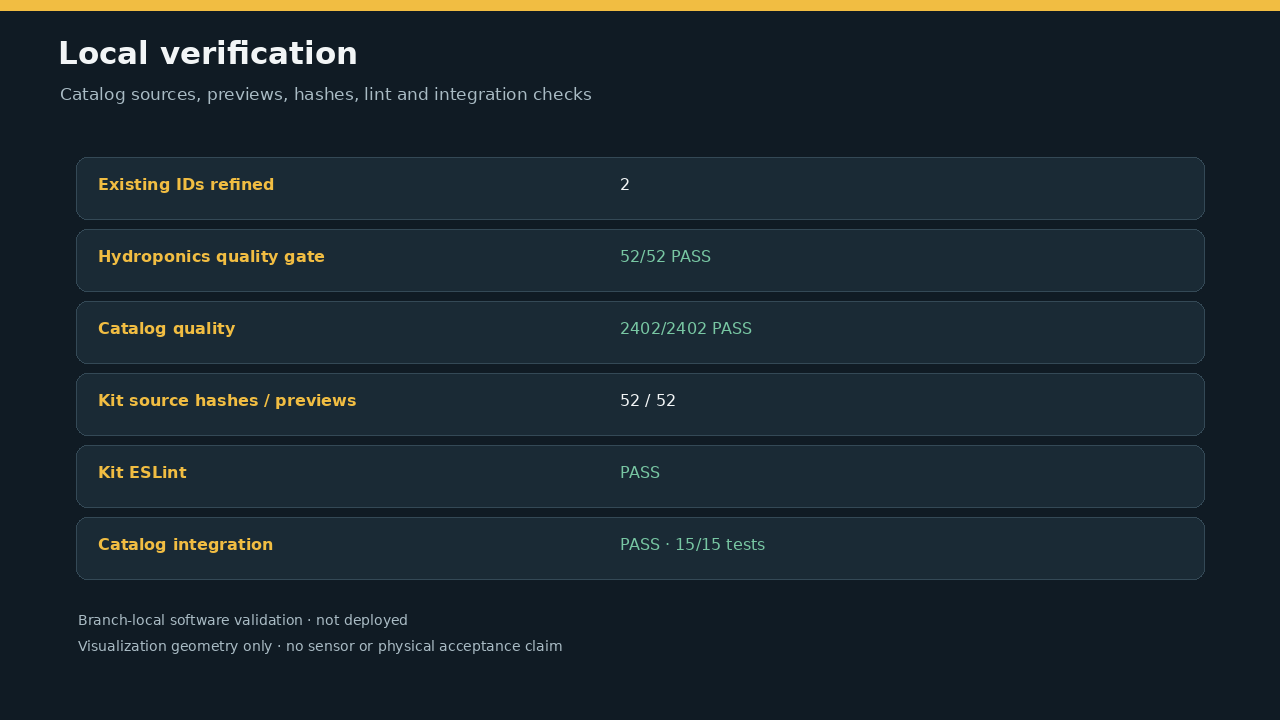 Local verification
Catalog sources, previews, hashes, lint and integration checks
Existing IDs refined 2
Hydroponics quality gate 52/52 PASS
Catalog quality 2402/2402 PASS
Kit source hashes / previews 52 / 52
Kit ESLint PASS
Catalog integration PASS · 15/15 tests
Branch-local software validation · not deployed
Visualization geometry only · no sensor or physical acceptance claim